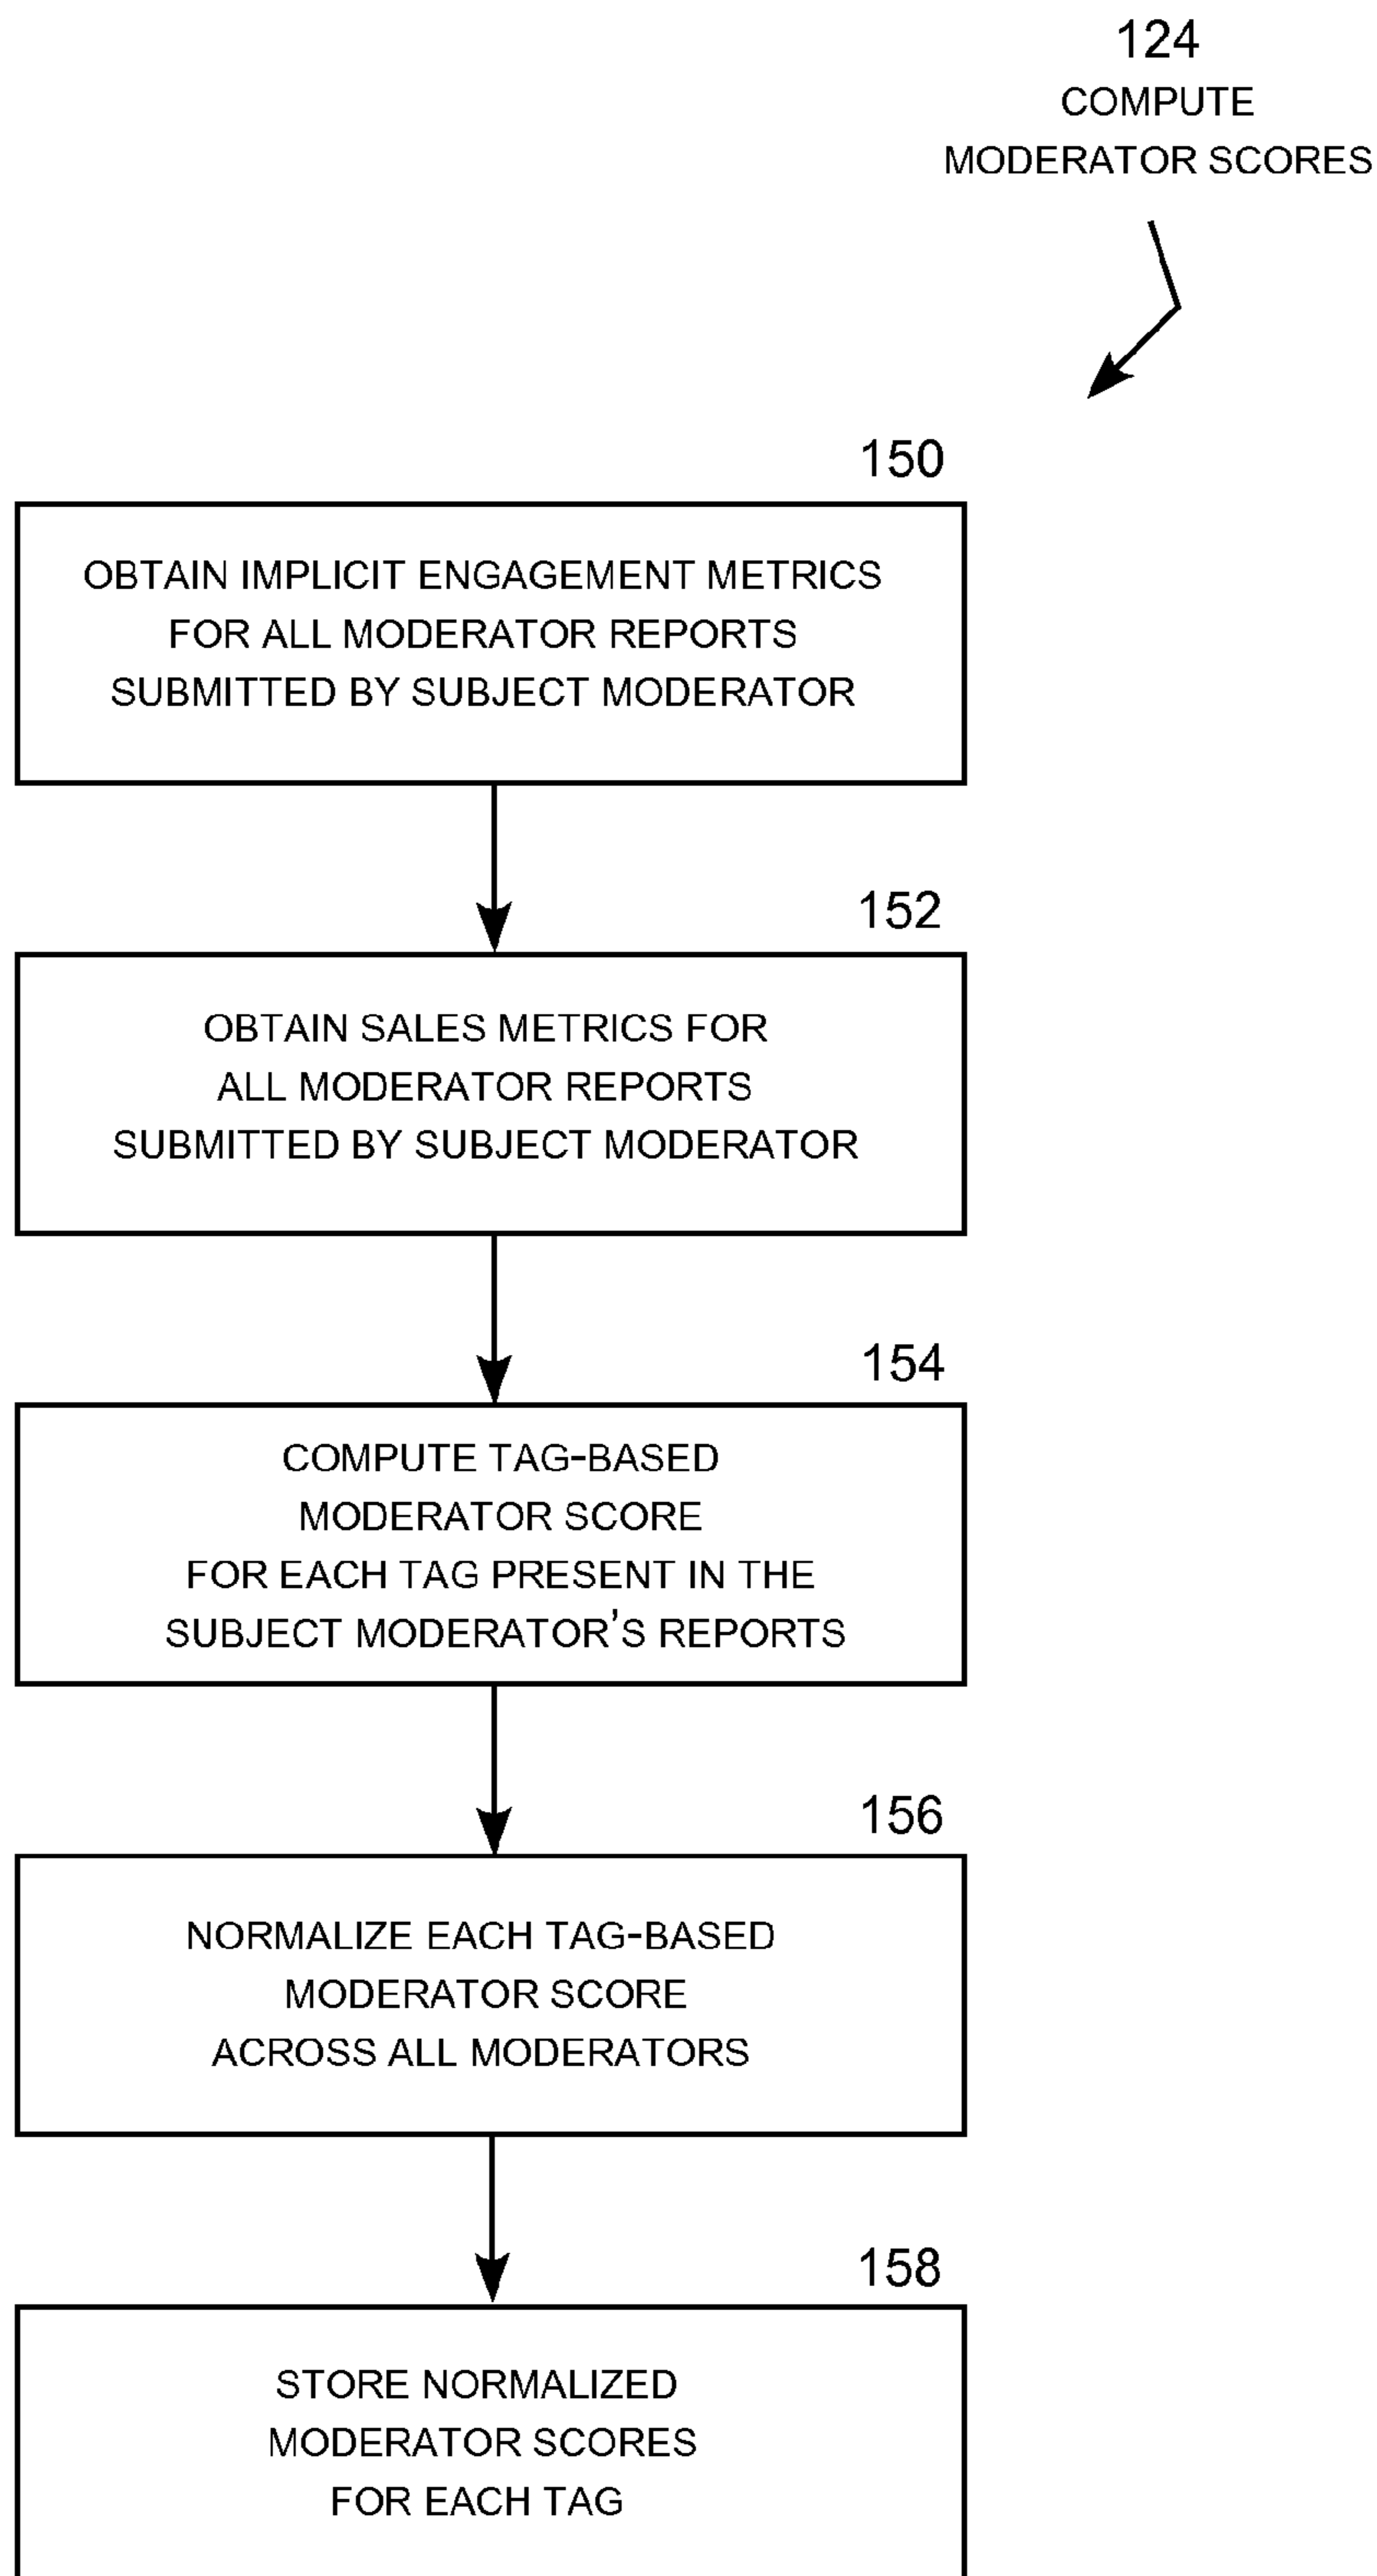 124
COMPUTE
MODERATOR SCORES
150
OBTAIN IMPLICIT ENGAGEMENT METRICS
FOR ALL MODERATOR REPORTS
SUBMITTED BY SUBJECT MODERATOR
152
OBTAIN SALES METRICS FOR
ALL MODERATOR REPORTS
SUBMITTED BY SUBJECT MODERATOR
154
COMPUTE TAG-BASED
MODERATOR SCORE
FOR EACH TAG PRESENT IN THE
SUBJECT MODERATOR'S REPORTS
156
NORMALIZE EACH TAG-BASED
MODERATOR SCORE
ACROSS ALL MODERATORS
158
STORE NORMALIZED
MODERATOR SCORES
FOR EACH TAG